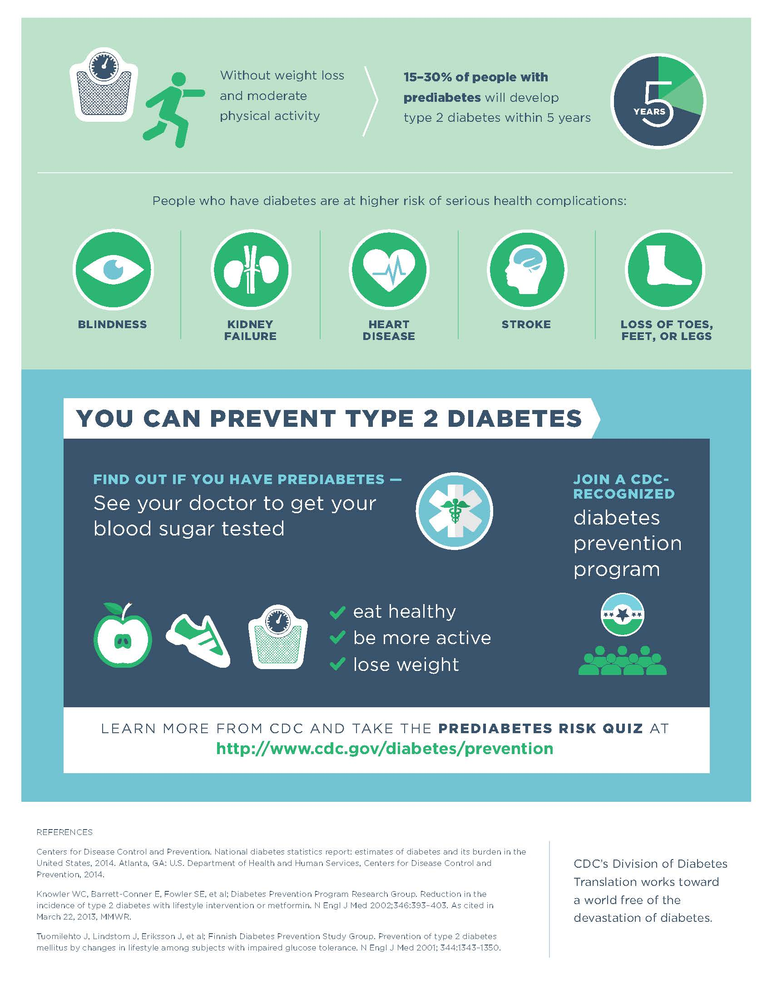 Without weight loss
and moderate
physical activity
15–30% of people with
prediabetes will develop
type 2 diabetes within 5 years
5
YEARS
People who have diabetes are at higher risk of serious health complications:
BLINDNESS
KIDNEY
FAILURE
HEART
DISEASE
STROKE
LOSS OF TOES,
FEET, OR LEGS
YOU CAN PREVENT TYPE 2 DIABETES
FIND OUT IF YOU HAVE PREDIABETES —
See your doctor to get your
blood sugar tested
JOIN A CDC-
RECOGNIZED
diabetes
prevention
program
eat healthy
be more active
lose weight
LEARN MORE FROM CDC AND TAKE THE PREDIABETES RISK QUIZ AT
http://www.cdc.gov/diabetes/prevention
REFERENCES
Centers for Disease Control and Prevention. National diabetes statistics report: estimates of diabetes and its burden in the
United States, 2014. Atlanta, GA: U.S. Department of Health and Human Services, Centers for Disease Control and
Prevention, 2014.
Knowler WC, Barrett-Conner E, Fowler SE, et al; Diabetes Prevention Program Research Group. Reduction in the
incidence of type 2 diabetes with lifestyle intervention or metformin. N Engl J Med 2002;346:393–403. As cited in
March 22, 2013, MMWR.
Tuomilehto J, Lindstom J, Eriksson J, et al; Finnish Diabetes Prevention Study Group. Prevention of type 2 diabetes
mellitus by changes in lifestyle among subjects with impaired glucose tolerance. N Engl J Med 2001; 344:1343–1350.
CDC's Division of Diabetes
Translation works toward
a world free of the
devastation of diabetes.